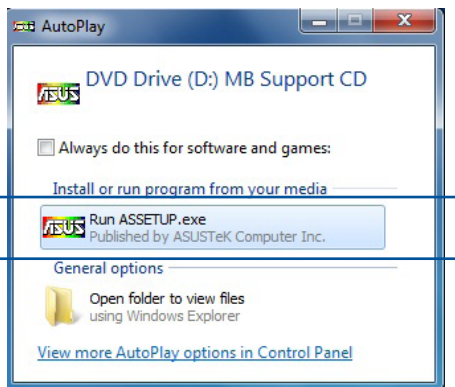 AutoPlay
DVD Drive (D:) MB Support CD
ASUS
Always do this for software and games:
Install or run program from your media
ASUS
Run ASSETUP.exe
Published by ASUSTeK Computer Inc.
General options
Open folder to view files
using Windows Explorer
View more AutoPlay options in Control Panel